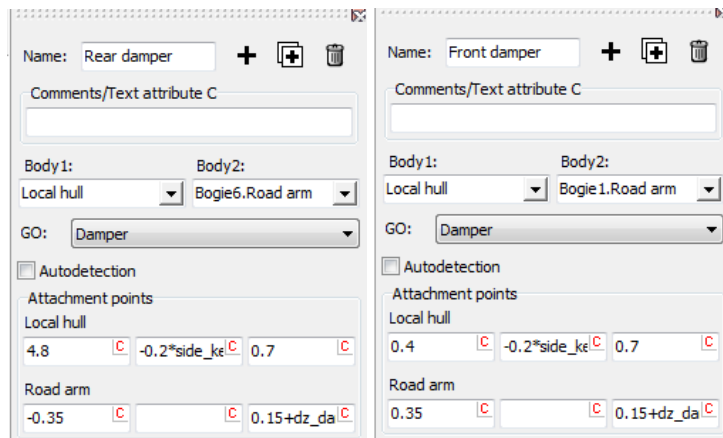 Name: Rear damper
Comments/Text attribute C
Body1: Body2:
Local hull Bogie6.Road arm
GO: Damper
Autodetection
Attachment points
Local hull
4.8 C -0.2*side_ke C 0.7 C
Road arm
-0.35 C C 0.15+dz_da C
Name: Front damper
Comments/Text attribute C
Body1: Body2:
Local hull Bogie1.Road arm
GO: Damper
Autodetection
Attachment points
Local hull
0.4 C -0.2*side_ke C 0.7 C
Road arm
0.35 C C 0.15+dz_da C